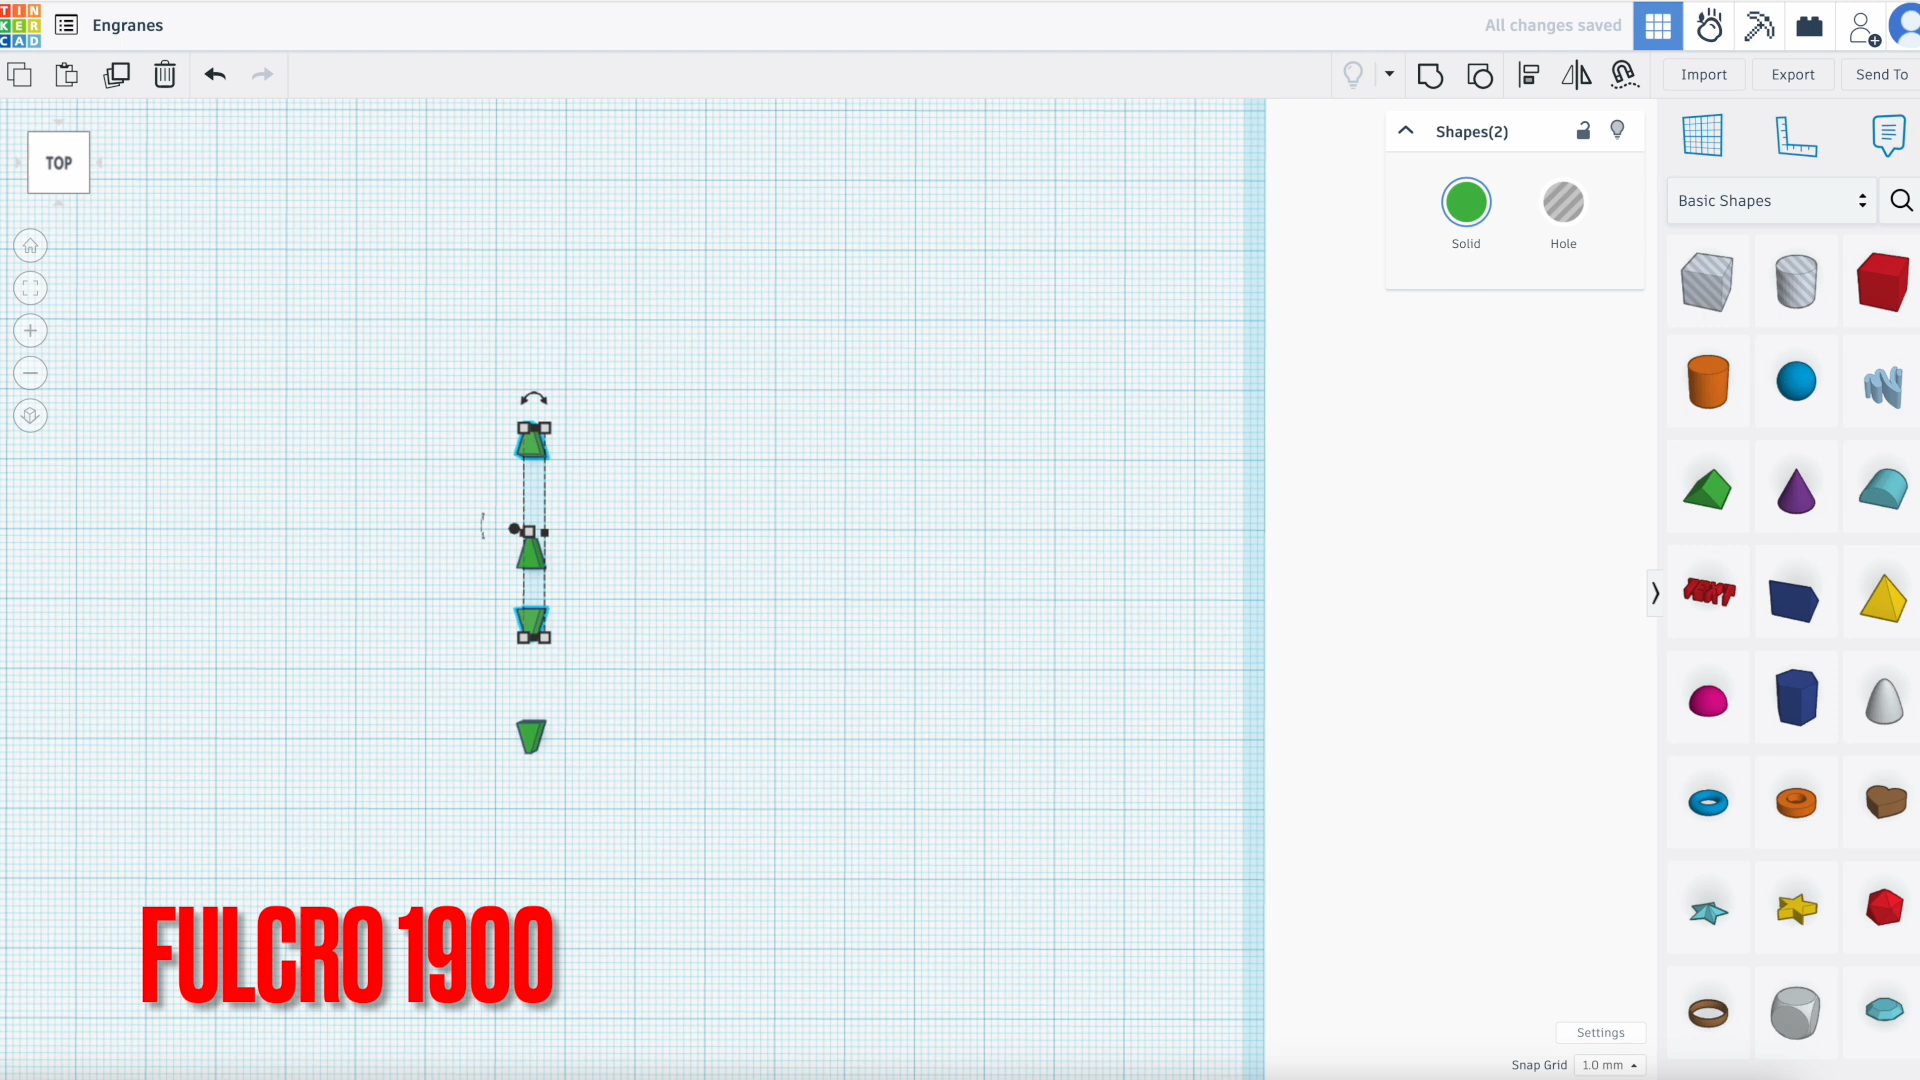 TIN
KER
CAD
Engranes
All changes saved
Import
Export
Send To
TOP
Shapes(2)
Solid
Hole
Basic Shapes
TEXT
FULCRO 1900
Settings
Snap Grid
1.0 mm